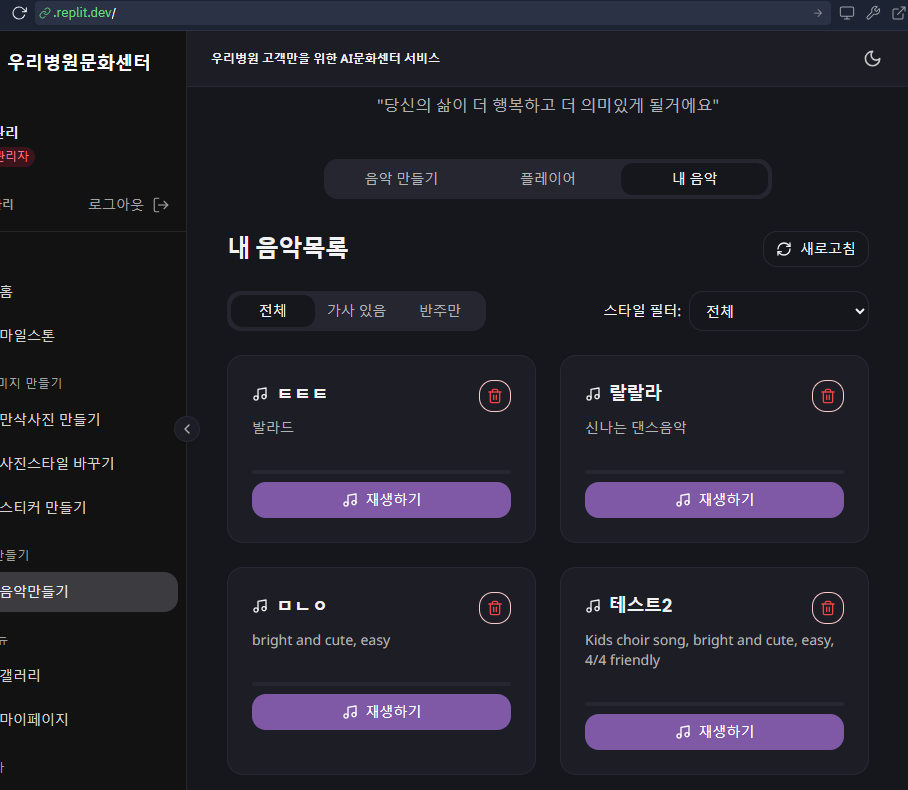 .replit.dev/
우리병원문화센터
우리병원 고객만을 위한 AI문화센터 서비스
"당신의 삶이 더 행복하고 더 의미있게 될거에요"
관리
관리자
로그아웃
홈
마일스톤
미지 만들기
만삭사진 만들기
사진스타일 바꾸기
스티커 만들기
만들기
음악만들기
뉴
갤러리
마이페이지
음악 만들기
플레이어
내 음악
내 음악목록
새로고침
전체
가사 있음
반주만
스타일 필터:
전체
ㅌㅌㅌ
발라드
재생하기
랄랄라
신나는 댄스음악
재생하기
ㅁㄴㅇ
bright and cute, easy
재생하기
테스트2
Kids choir song, bright and cute, easy,
4/4 friendly
재생하기